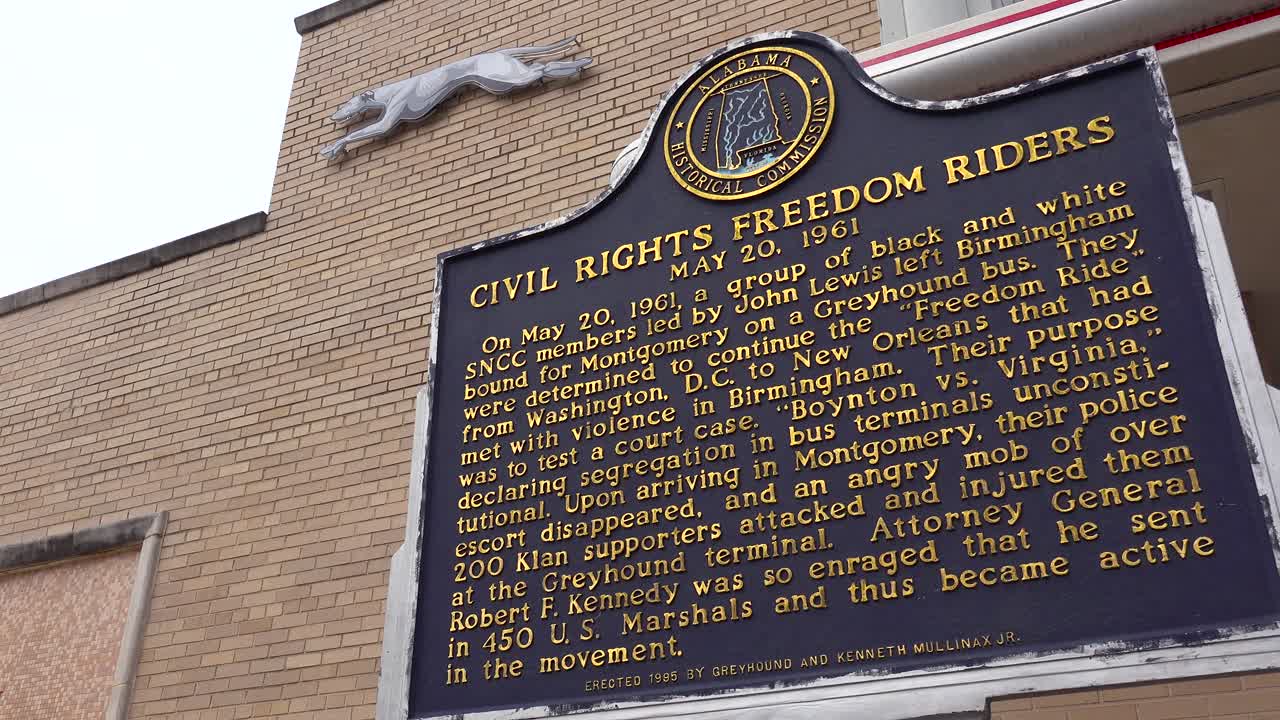 ALABAMA
HISTORICAL COMMISSION
TENNESSEE
MISSISSIPPI
GEORGIA
FLORIDA
CIVIL RIGHTS FREEDOM RIDERS
MAY 20, 1961
On May 20, 1961, a group of black and white
SNCC members led by John Lewis left Birmingham
bound for Montgomery on a Greyhound bus. They
were determined to continue the "Freedom Ride"
from Washington, D.C. to New Orleans that had
met with violence in Birmingham. Their purpose
was to test a court case. "Boynton vs. Virginia,"
declaring segregation in bus terminals unconsti-
tutional. Upon arriving in Montgomery, their police
escort disappeared, and an angry mob of over
200 Klan supporters attacked and injured them
at the Greyhound terminal. Attorney General
Robert F. Kennedy was so enraged that he sent
in 450 U.S. Marshals and thus became active
in the movement.
ERECTED 1995 BY GREYHOUND AND KENNETH MULLINAX JR.